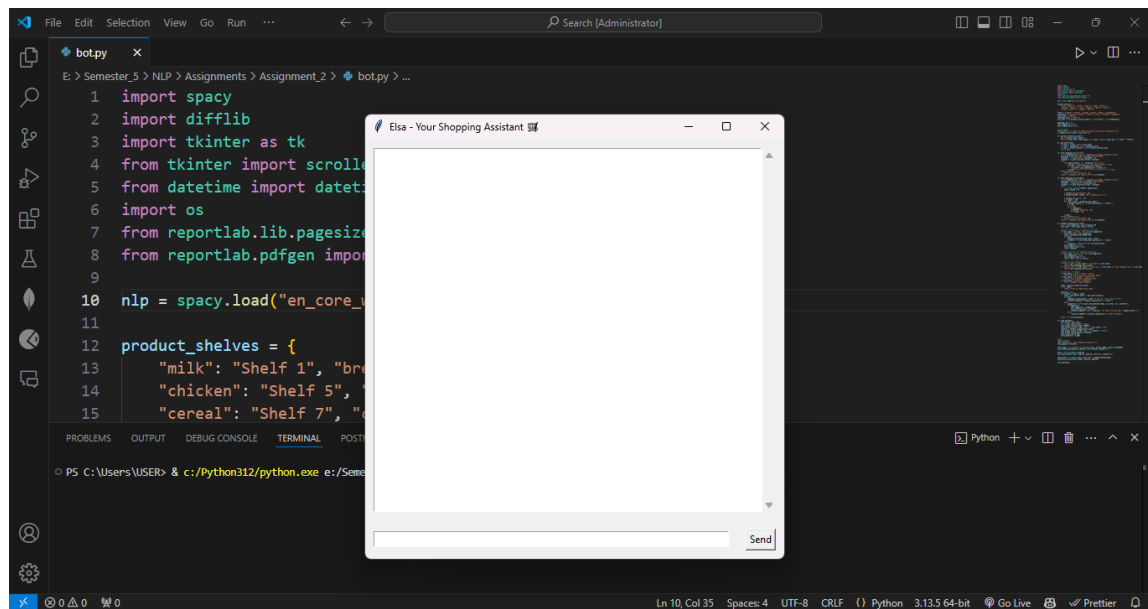 File Edit Selection View Go Run ... Search [Administrator]
bot.py
E: > Semester_5 > NLP > Assignments > Assignment_2 > bot.py > ...
1 import spacy
2 import difflib
3 import tkinter as tk
4 from tkinter import scrolle
5 from datetime import dateti
6 import os
7 from reportlab.lib.pagesize
8 from reportlab.pdfgen impor
9
10 nlp = spacy.load("en_core_w
11
12 product_shelves = {
13 "milk": "Shelf 1", "bre
14 "chicken": "Shelf 5", "
15 "cereal": "Shelf 7", "c
Elsa - Your Shopping Assistant 🛒
Send
PROBLEMS OUTPUT DEBUG CONSOLE TERMINAL POSTI Python
PS C:\Users\USER> & c:/Python312/python.exe e:/Seme
0 0 0 Ln 10, Col 35 Spaces: 4 UTF-8 CRLF {} Python 3.13.5 64-bit Go Live Prettier